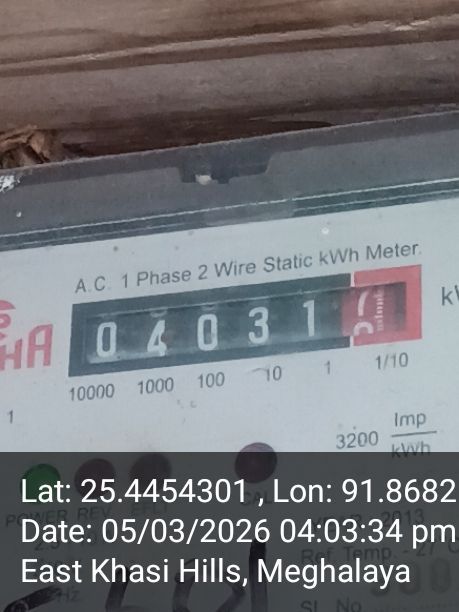 A.C. 1 Phase 2 Wire Static kWh Meter.
0 4 0 3 1
10000 1000 100 10 1 1/10
1
3200 Imp/kWh
Lat: 25.4454301 , Lon: 91.8682
Date: 05/03/2026 04:03:34 pm
East Khasi Hills, Meghalaya